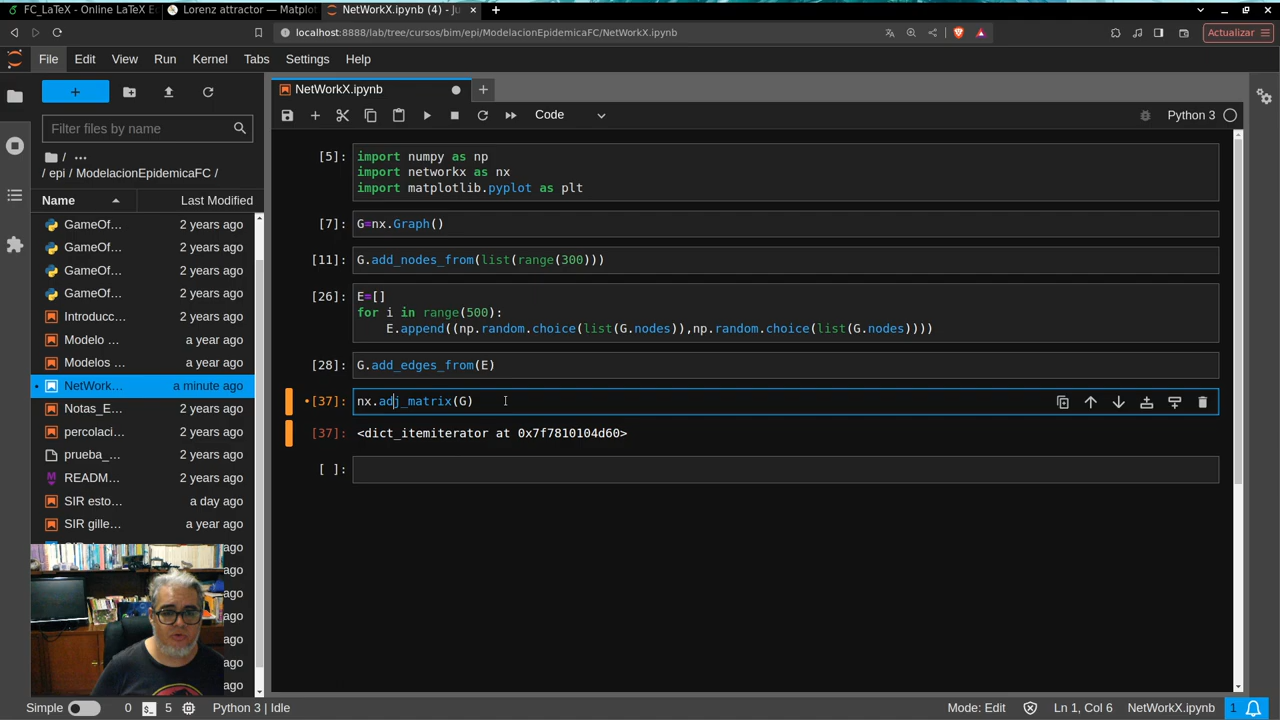 FC_LaTeX - Online LaTeX E
Lorenz attractor — Matplot
NetWorkX.ipynb (4) - Ju
localhost:8888/lab/tree/cursos/bim/epi/ModelacionEpidemicaFC/NetWorkX.ipynb
Actualizar
File Edit View Run Kernel Tabs Settings Help
NetWorkX.ipynb
Code
Python 3
Filter files by name
/ ...
/ epi / ModelacionEpidemicaFC /
Name Last Modified
GameOf... 2 years ago
GameOf... 2 years ago
GameOf... 2 years ago
GameOf... 2 years ago
Introducc... 2 years ago
Modelo ... a year ago
Modelos ... a year ago
NetWork... a minute ago
Notas_E... 2 years ago
percolaci... 2 years ago
prueba_... 2 years ago
READM... 2 years ago
SIR esto... a day ago
SIR gille... a year ago
ago
ago
ago
ago
ago
ago
ago
[5]: import numpy as np
import networkx as nx
import matplotlib.pyplot as plt
[7]: G=nx.Graph()
[11]: G.add_nodes_from(list(range(300)))
[26]: E=[]
for i in range(500):
E.append((np.random.choice(list(G.nodes)),np.random.choice(list(G.nodes))))
[28]: G.add_edges_from(E)
•[37]: nx.adj_matrix(G)
[37]: <dict_itemiterator at 0x7f7810104d60>
[ ]:
Simple 0 5 Python 3 | Idle Mode: Edit Ln 1, Col 6 NetWorkX.ipynb 1